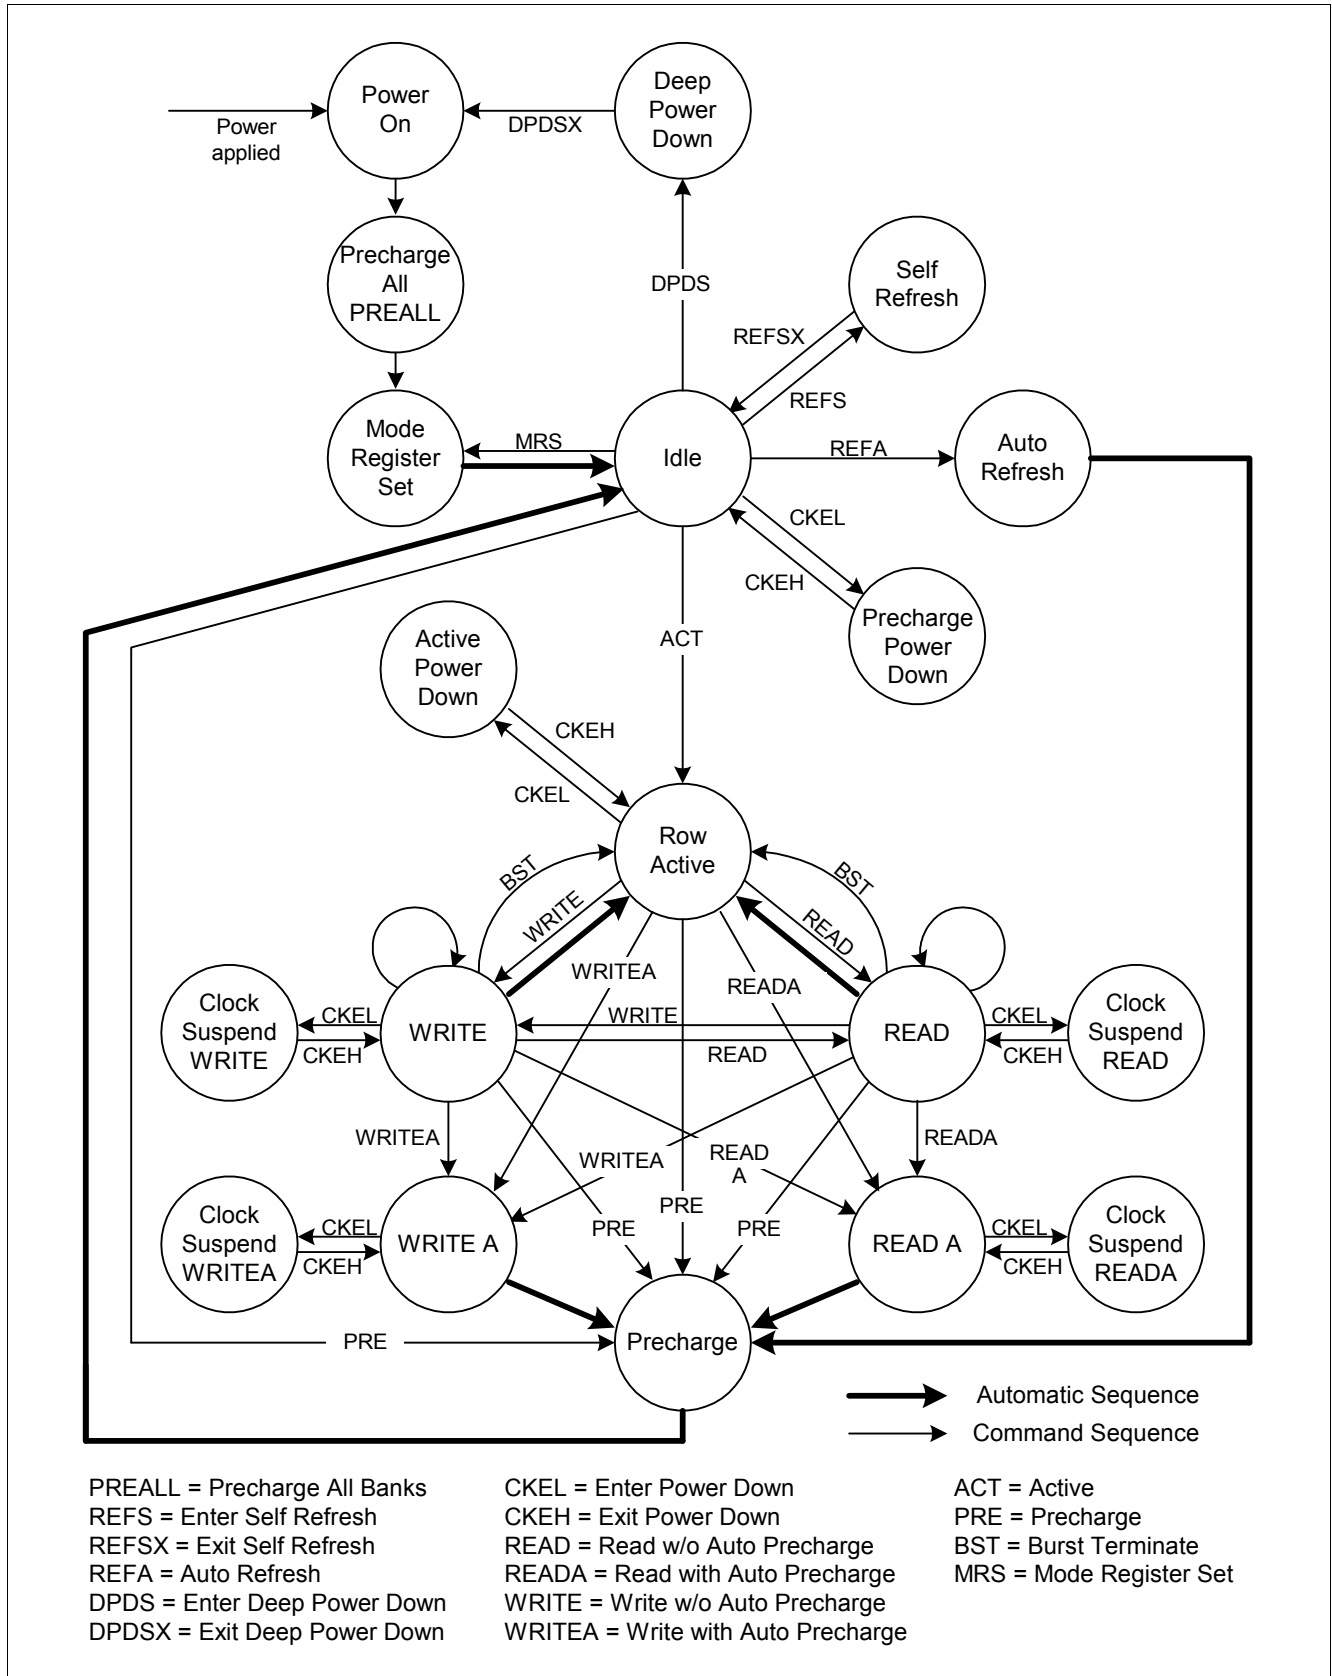 Power
On
Deep
Power
Down
Power
applied
DPDSX
Precharge
All
PREALL
DPDS
Self
Refresh
REFSX
REFS
Mode
Register
Set
MRS
Idle
REFA
Auto
Refresh
CKEL
CKEH
Precharge
Power
Down
ACT
Active
Power
Down
CKEH
CKEL
Row
Active
BST
WRITE
READ
BST
WRITEA
READA
Clock
Suspend
WRITE
CKEL
CKEH
WRITE
WRITE
READ
READ
CKEL
CKEH
Clock
Suspend
READ
WRITEA
WRITEA
READ
A
READA
Clock
Suspend
WRITEA
CKEL
CKEH
WRITE A
PRE
PRE
PRE
READ A
CKEL
CKEH
Clock
Suspend
READA
PRE
Precharge
Automatic Sequence
Command Sequence
PREALL = Precharge All Banks
REFS = Enter Self Refresh
REFSX = Exit Self Refresh
REFA = Auto Refresh
DPDS = Enter Deep Power Down
DPDSX = Exit Deep Power Down
CKEL = Enter Power Down
CKEH = Exit Power Down
READ = Read w/o Auto Precharge
READA = Read with Auto Precharge
WRITE = Write w/o Auto Precharge
WRITEA = Write with Auto Precharge
ACT = Active
PRE = Precharge
BST = Burst Terminate
MRS = Mode Register Set